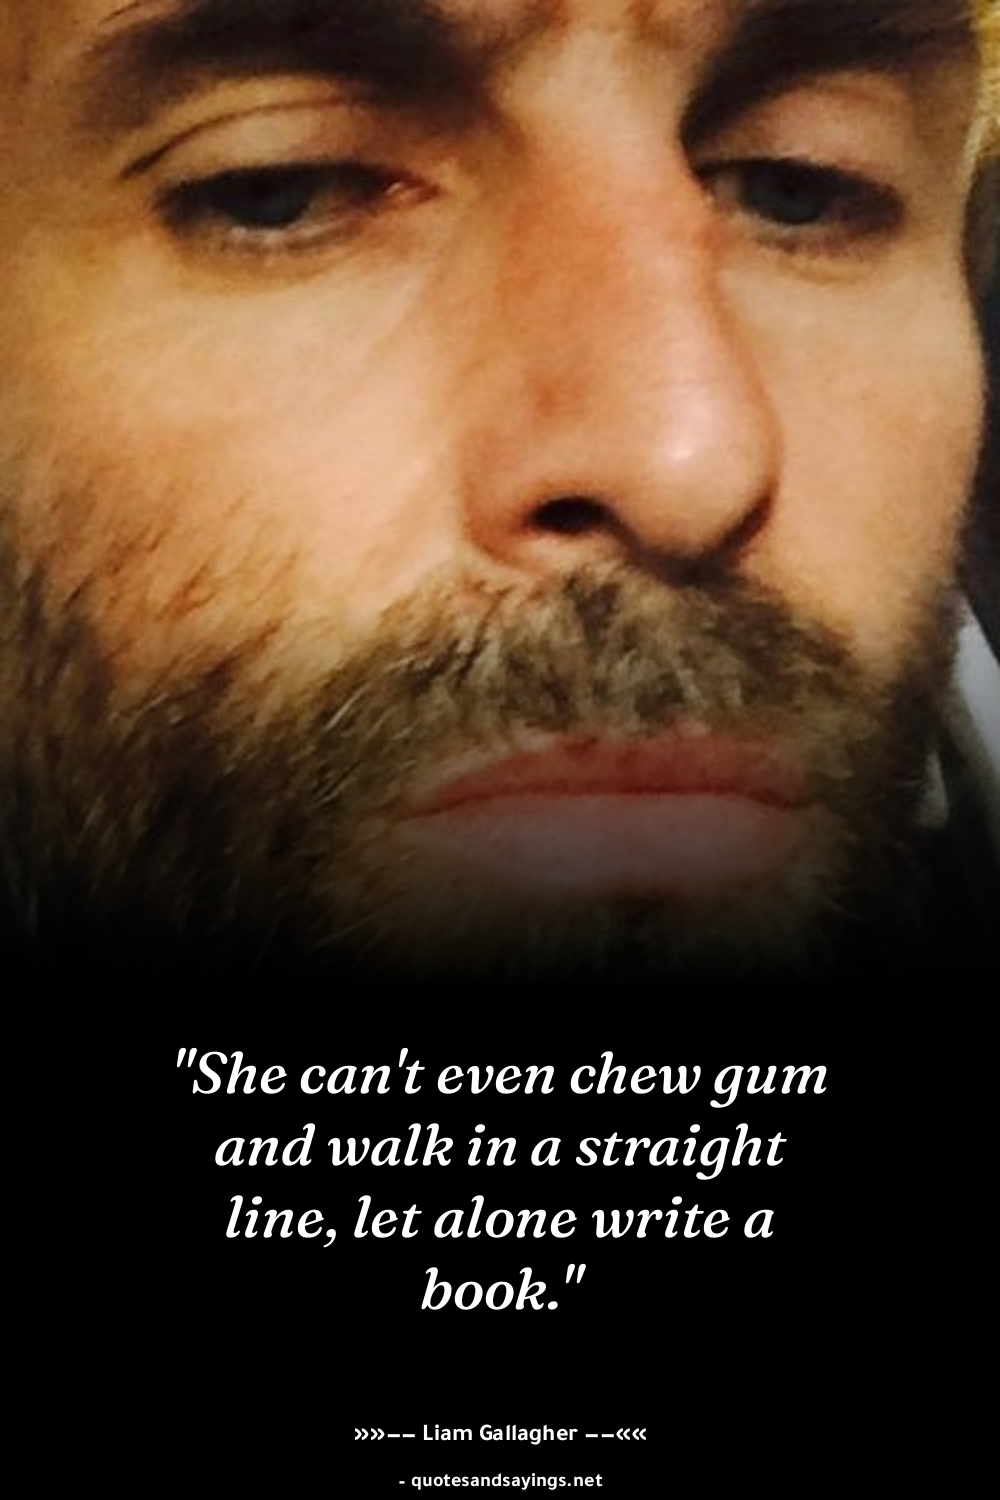 "She can't even chew gum
and walk in a straight
line, let alone write a
book."
»»−− Liam Gallagher −−««
- quotesandsayings.net